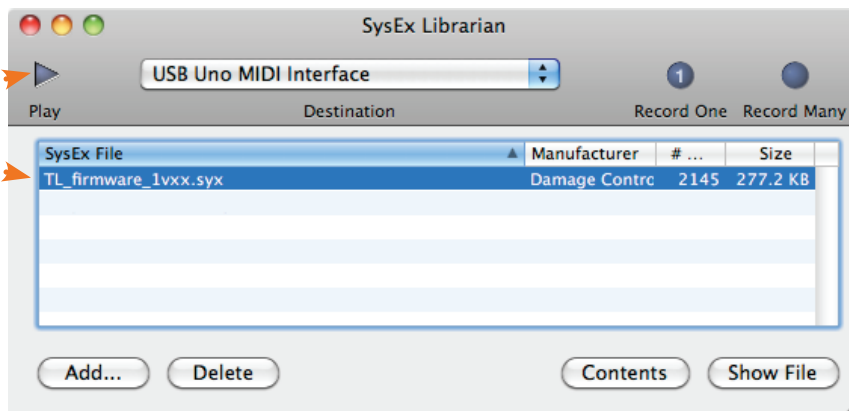 SysEx Librarian
USB Uno MIDI Interface
1
Play Destination Record One Record Many
SysEx File Manufacturer # ... Size
TL_firmware_1vxx.syx Damage Contrc 2145 277.2 KB
Add... Delete Contents Show File